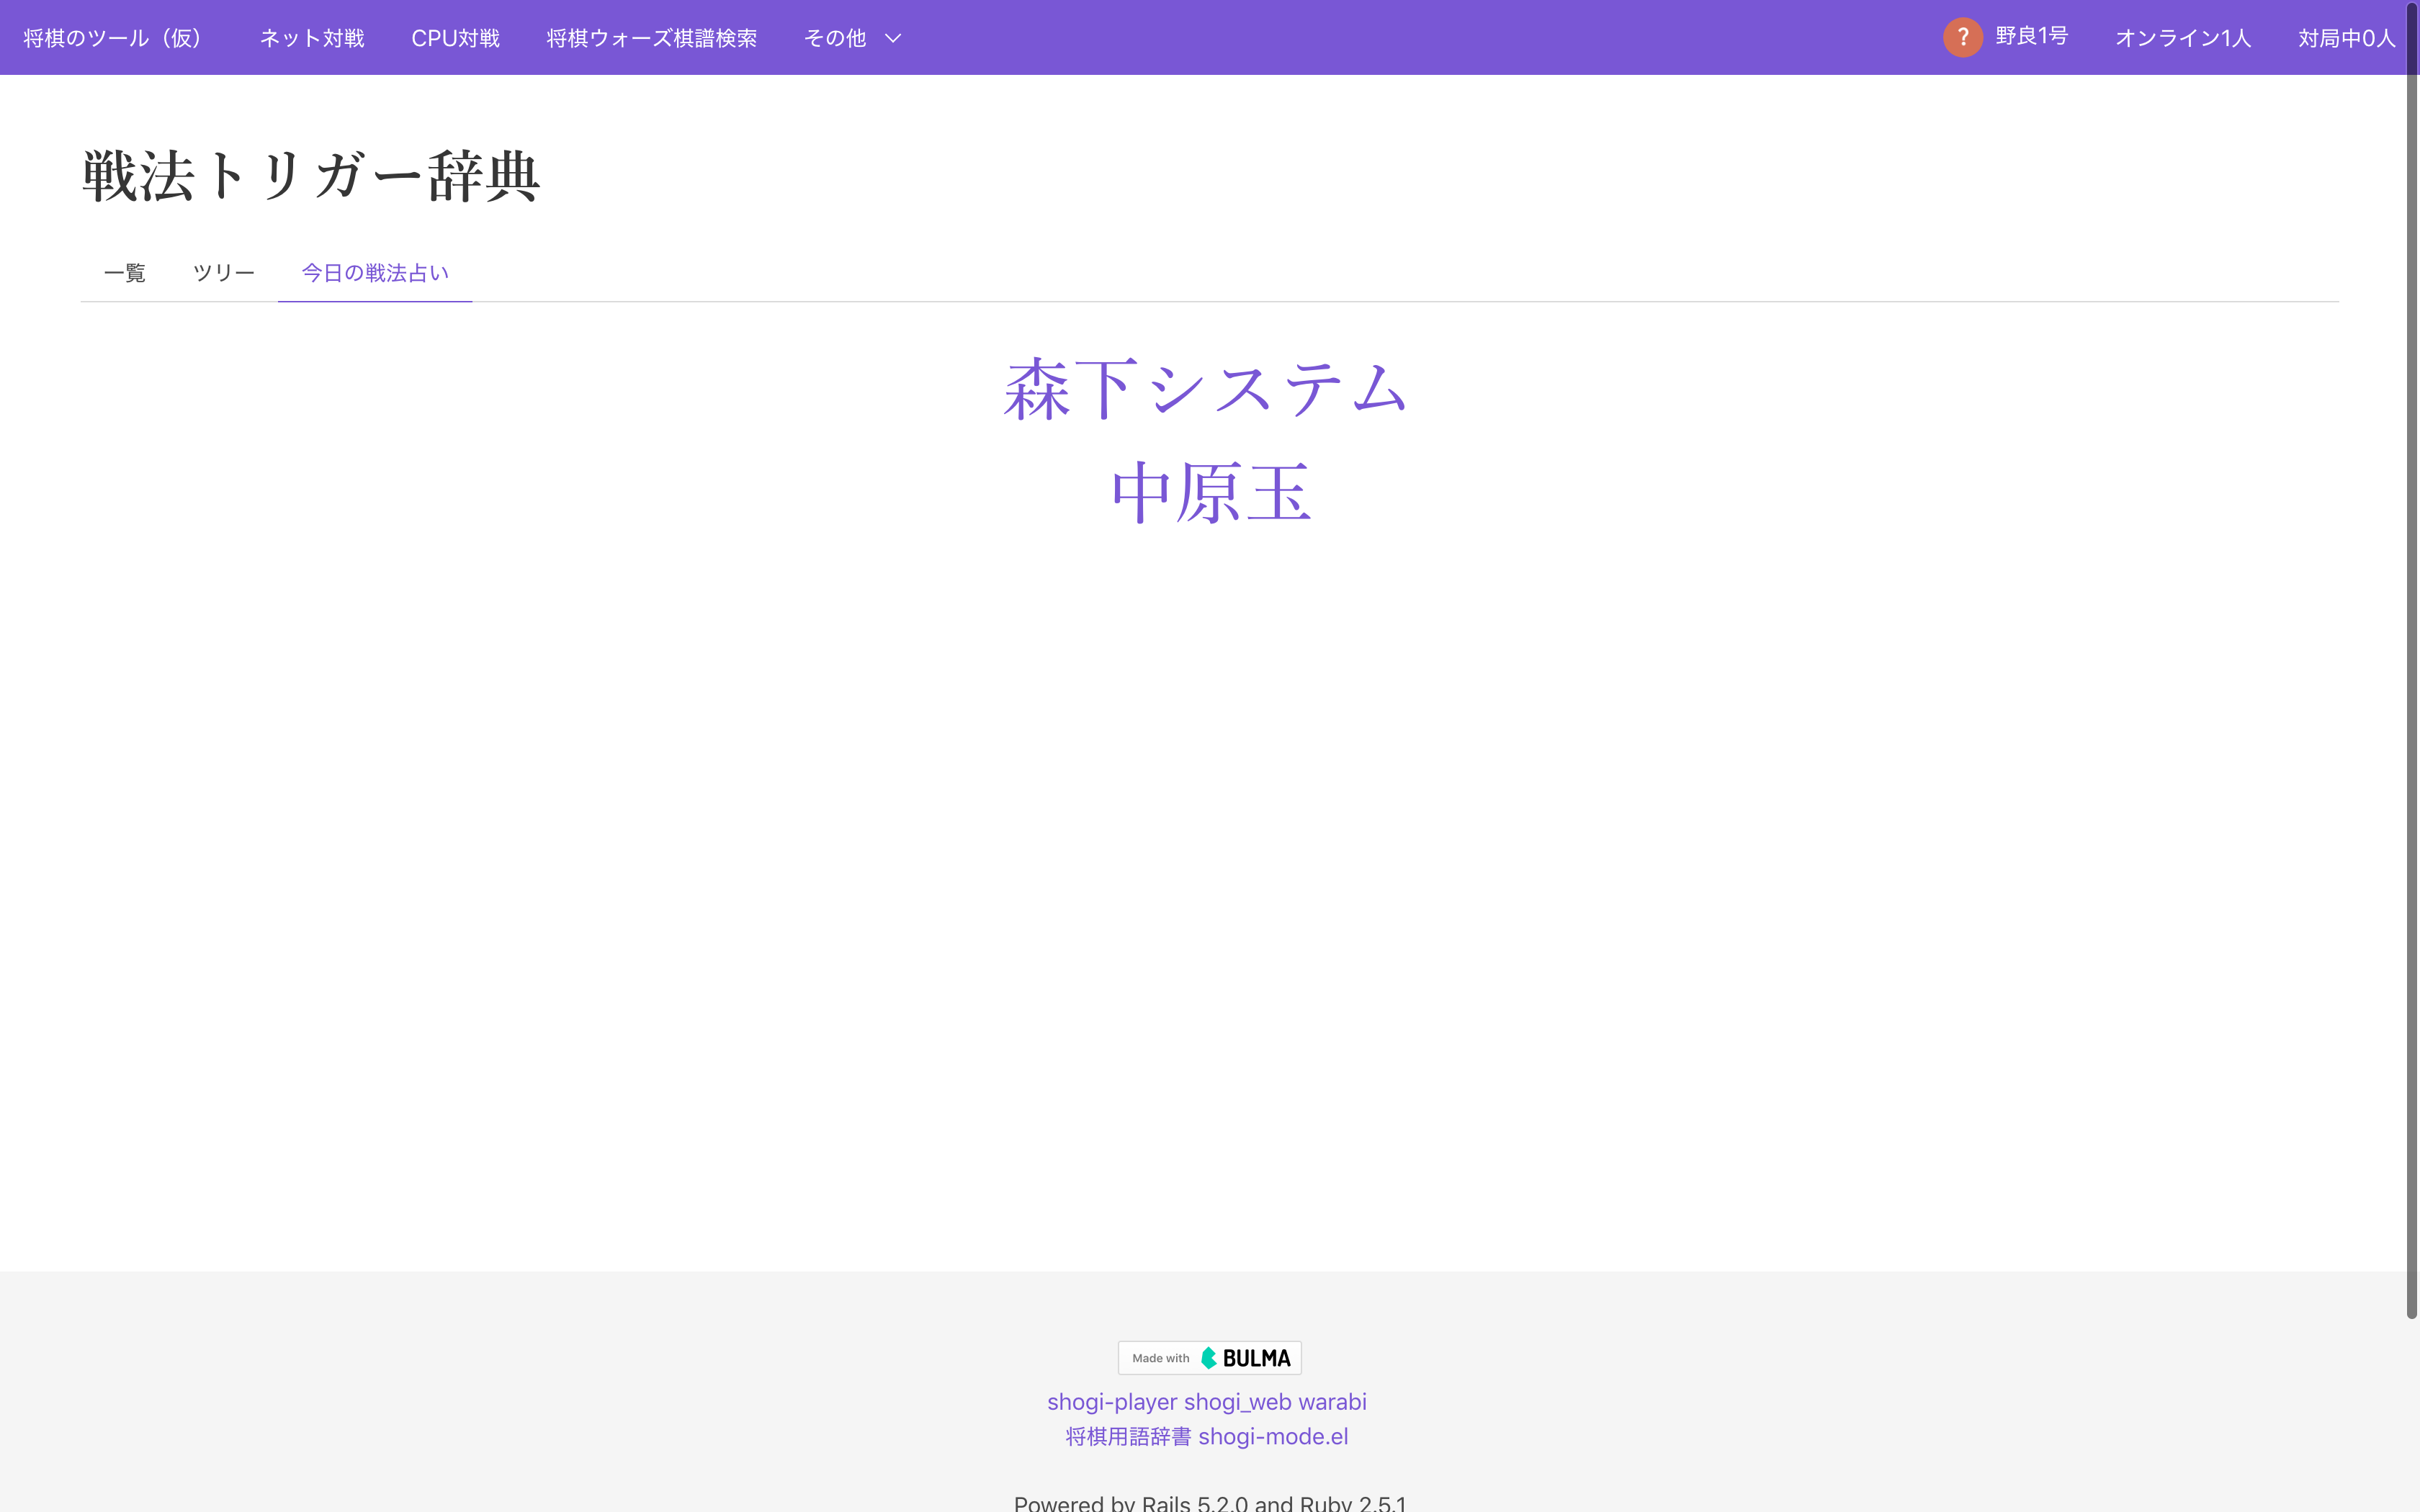 将棋のツール（仮） ネット対戦 CPU対戦 将棋ウォーズ棋譜検索 その他 ? 野良1号 オンライン1人 対局中0人
戦法トリガー辞典
一覧 ツリー 今日の戦法占い
森下システム
中原玉
Made with BULMA
shogi-player shogi_web warabi
将棋用語辞書 shogi-mode.el
Powered by Rails 5.2.0 and Ruby 2.5.1